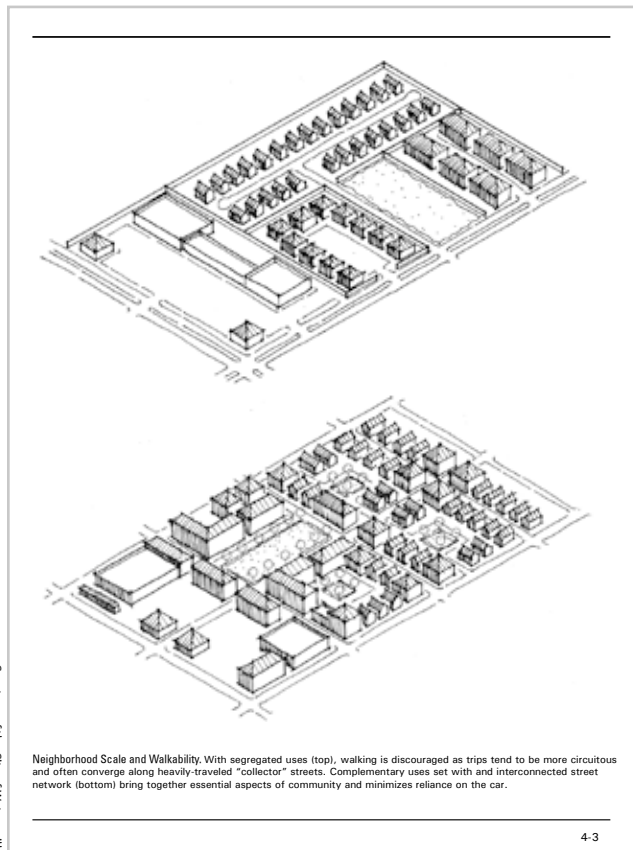 Neighborhood Scale and Walkability. With segregated uses (top), walking is discouraged as trips tend to be more circuitous
and often converge along heavily-traveled "collector" streets. Complementary uses set with and interconnected street
network (bottom) bring together essential aspects of community and minimizes reliance on the car.
4-3